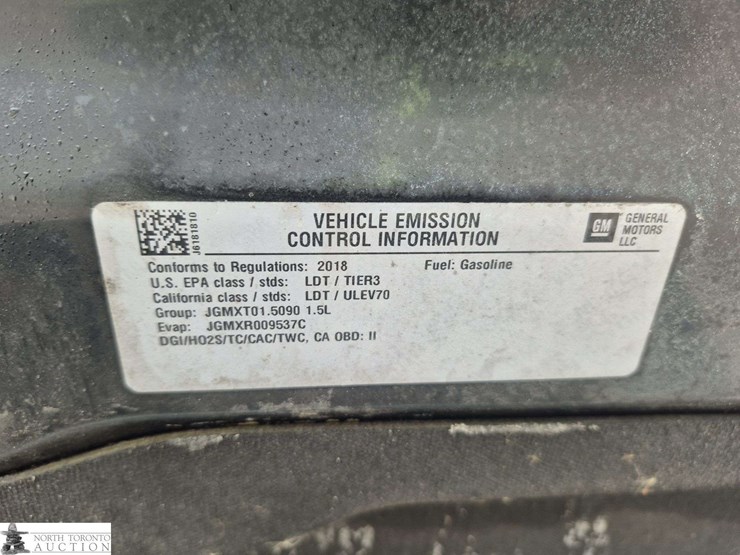 J6181810
VEHICLE EMISSION
CONTROL INFORMATION
GM
GENERAL
MOTORS
LLC
Conforms to Regulations: 2018 Fuel: Gasoline
U.S. EPA class / stds: LDT / TIER3
California class / stds: LDT / ULEV70
Group: JGMXT01.5090 1.5L
Evap: JGMXR009537C
DGI/HO2S/TC/CAC/TWC, CA OBD: II
NORTH TORONTO
AUCTION